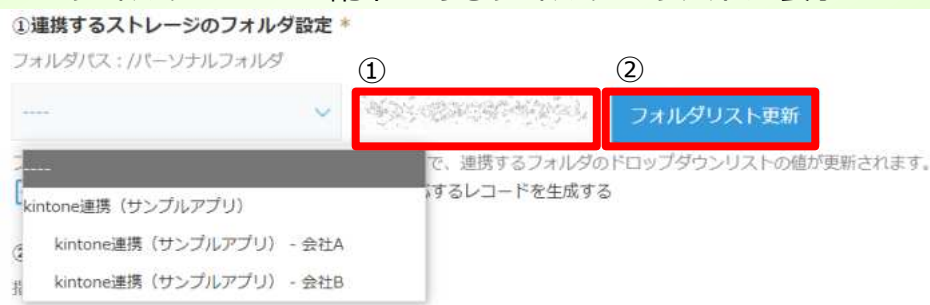 ①連携するストレージのフォルダ設定 *
フォルダパス：//パーソナルフォルダ
①
②
----
フォルダリスト更新
----
で、連携するフォルダのドロップダウンリストの値が更新されます。
するレコードを生成する
kintone連携（サンプルアプリ）
kintone連携（サンプルアプリ） - 会社A
kintone連携（サンプルアプリ） - 会社B